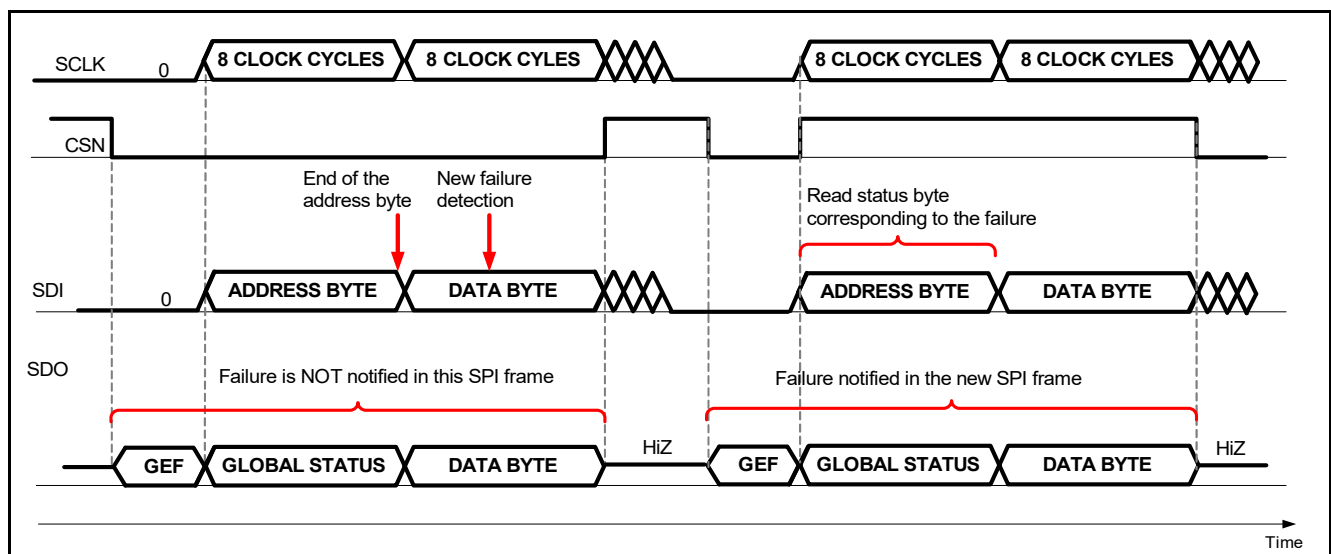 SCLK
0
8 CLOCK CYCLES
8 CLOCK CYLES
8 CLOCK CYCLES
8 CLOCK CYLES
CSN
End of the
address byte
New failure
detection
Read status byte
corresponding to the failure
SDI
0
ADDRESS BYTE
DATA BYTE
ADDRESS BYTE
DATA BYTE
SDO
Failure is NOT notified in this SPI frame
Failure notified in the new SPI frame
GEF
GLOBAL STATUS
DATA BYTE
HiZ
GEF
GLOBAL STATUS
DATA BYTE
HiZ
Time